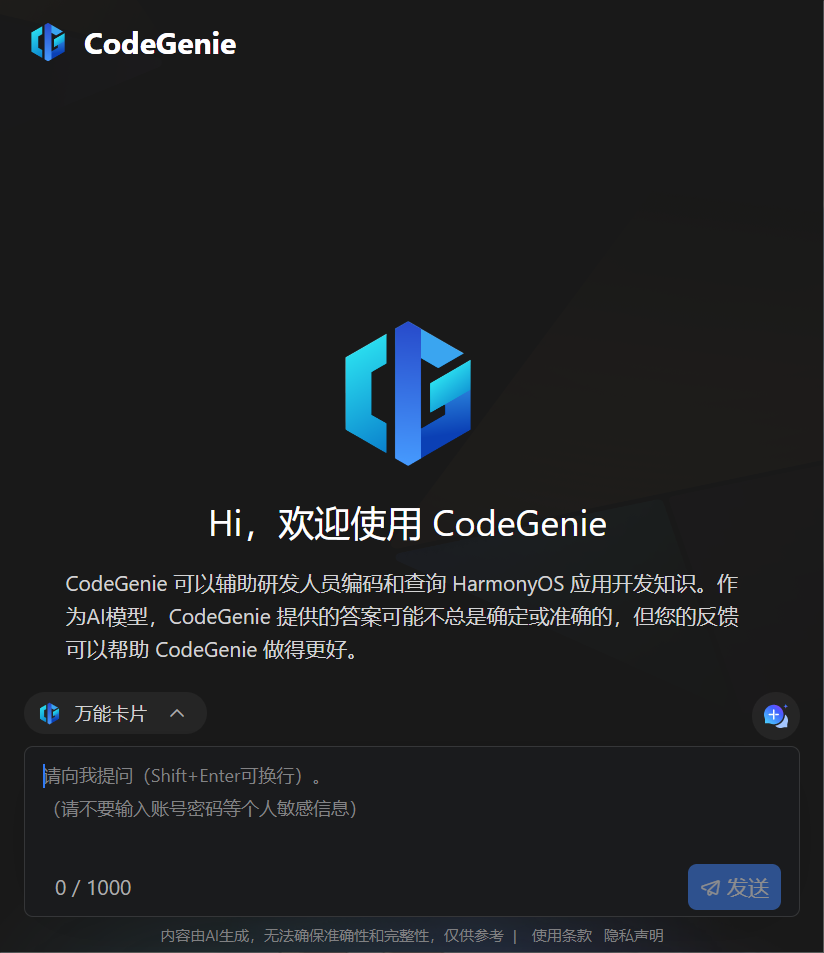 CodeGenie
Hi，欢迎使用 CodeGenie
CodeGenie 可以辅助研发人员编码和查询 HarmonyOS 应用开发知识。作
为AI模型，CodeGenie 提供的答案可能不总是确定或准确的，但您的反馈
可以帮助 CodeGenie 做得更好。
万能卡片
请向我提问（Shift+Enter可换行）。
（请不要输入账号密码等个人敏感信息）
0 / 1000
发送
内容由AI生成，无法确保准确性和完整性，仅供参考 | 使用条款 隐私声明